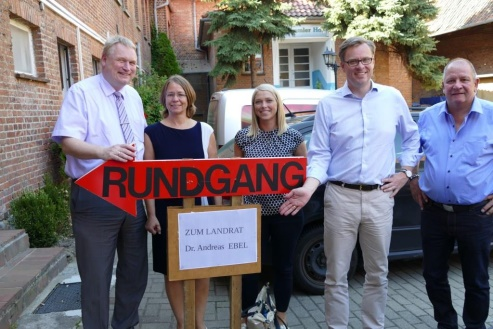 RUNDGANG
ZUM LANDRAT
Dr. Andreas EBEL